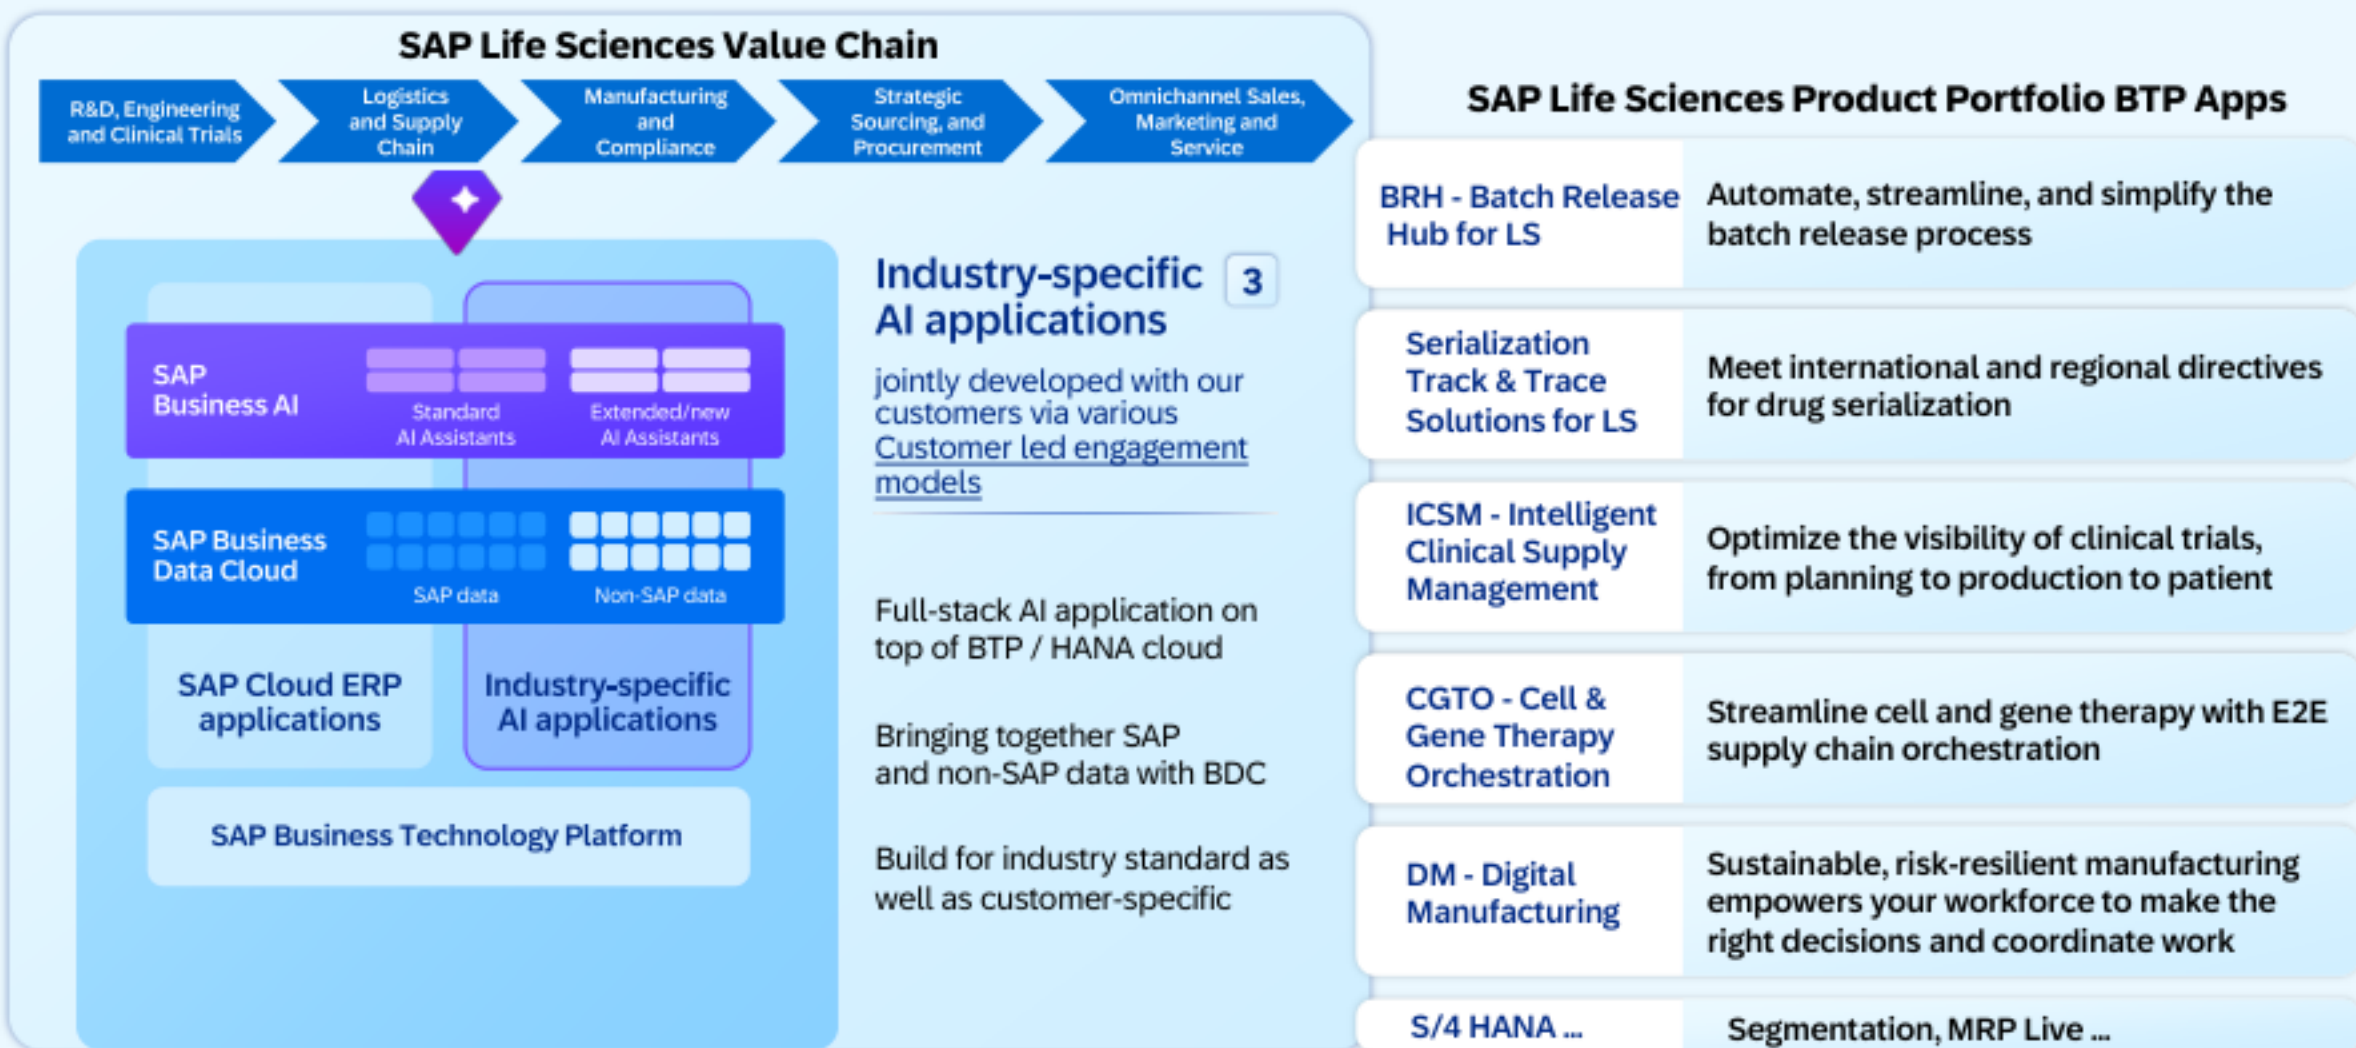 SAP Life Sciences Value Chain
R&D, Engineering
and Clinical Trials
Logistics
and Supply
Chain
Manufacturing
and
Compliance
Strategic
Sourcing, and
Procurement
Omnichannel Sales,
Marketing and
Service
SAP
Business AI
Standard
AI Assistants
Extended/new
AI Assistants
SAP Business
Data Cloud
SAP data
Non-SAP data
SAP Cloud ERP
applications
Industry-specific
AI applications
SAP Business Technology Platform
Industry-specific
AI applications
3
jointly developed with our
customers via various
Customer led engagement
models
Full-stack AI application on
top of BTP / HANA cloud
Bringing together SAP
and non-SAP data with BDC
Build for industry standard as
well as customer-specific
SAP Life Sciences Product Portfolio BTP Apps
BRH - Batch Release
Hub for LS
Automate, streamline, and simplify the
batch release process
Serialization
Track & Trace
Solutions for LS
Meet international and regional directives
for drug serialization
ICSM - Intelligent
Clinical Supply
Management
Optimize the visibility of clinical trials,
from planning to production to patient
CGTO - Cell &
Gene Therapy
Orchestration
Streamline cell and gene therapy with E2E
supply chain orchestration
DM - Digital
Manufacturing
Sustainable, risk-resilient manufacturing
empowers your workforce to make the
right decisions and coordinate work
S/4 HANA ...
Segmentation, MRP Live ...